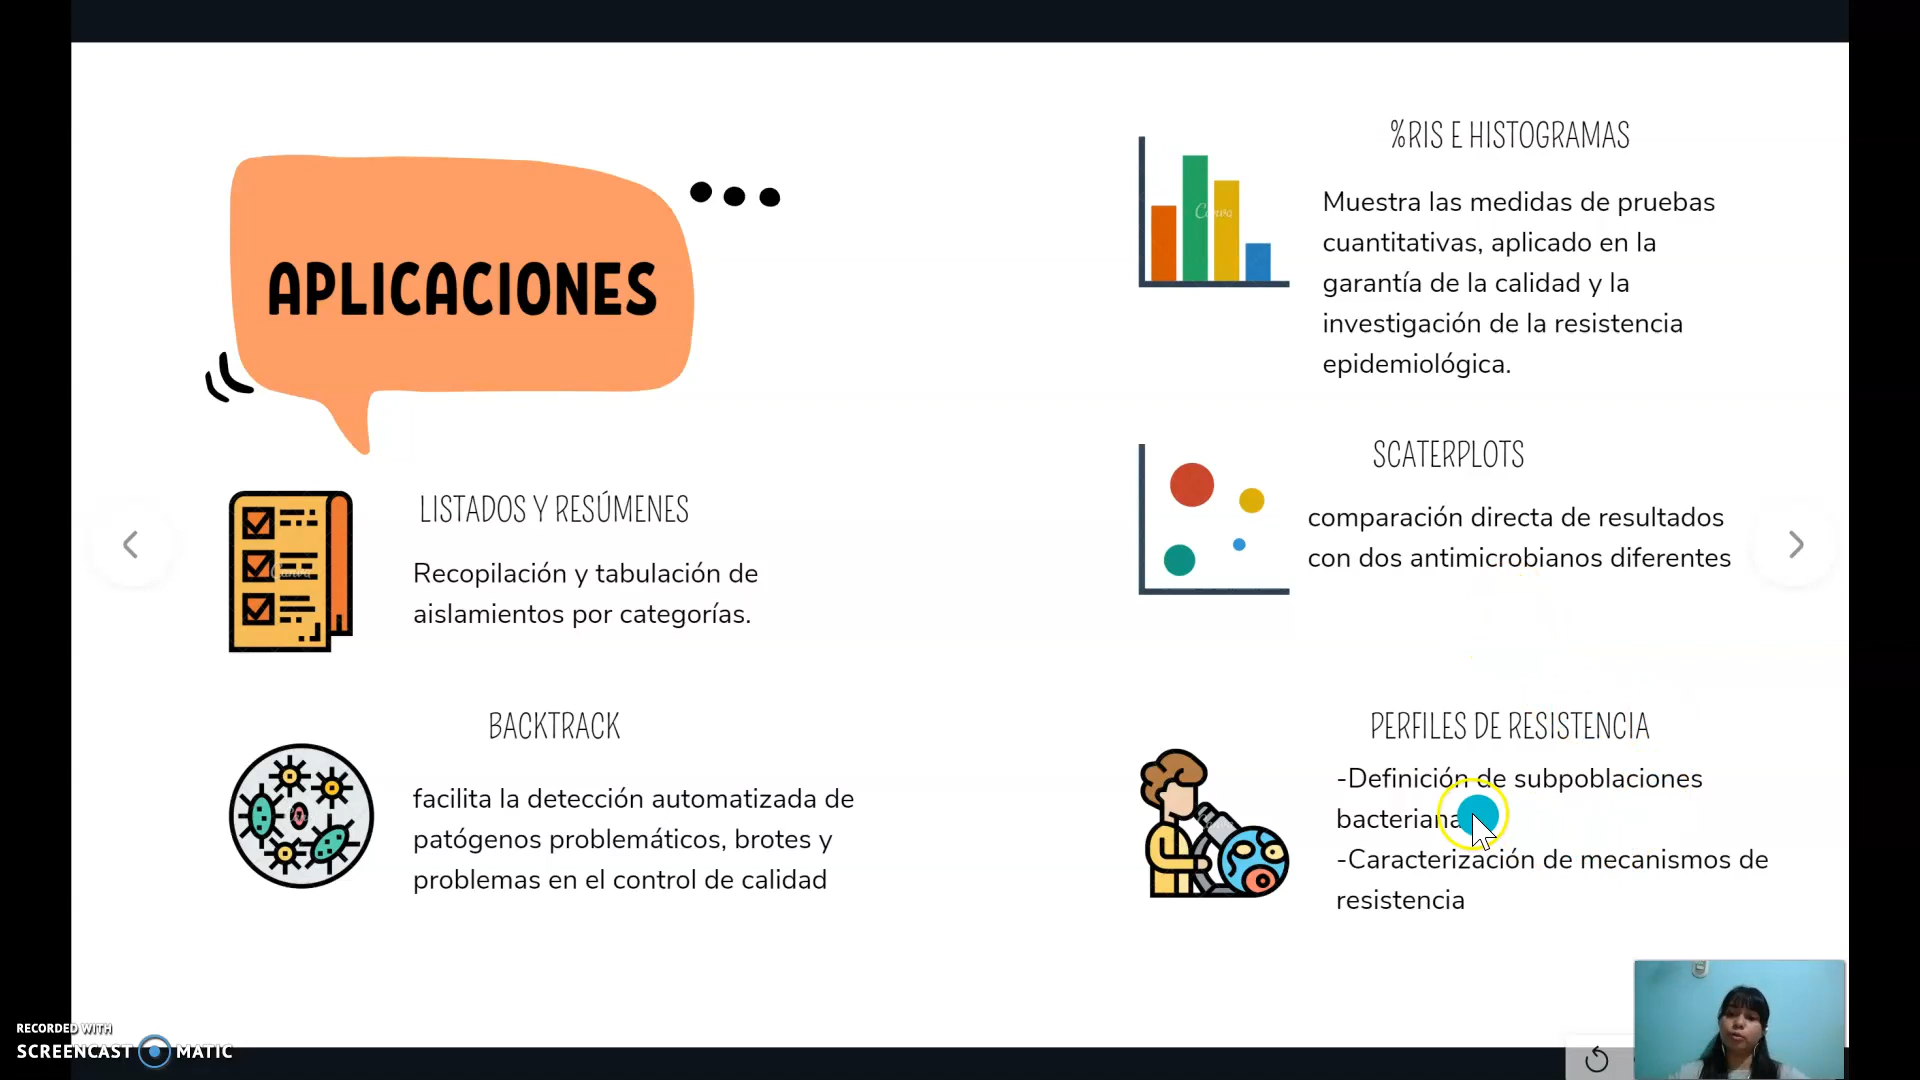 APLICACIONES
LISTADOS Y RESÚMENES
Recopilación y tabulación de
aislamientos por categorías.
BACKTRACK
facilita la detección automatizada de
patógenos problemáticos, brotes y
problemas en el control de calidad
%RIS E HISTOGRAMAS
Muestra las medidas de pruebas
cuantitativas, aplicado en la
garantía de la calidad y la
investigación de la resistencia
epidemiológica.
SCATERPLOTS
comparación directa de resultados
con dos antimicrobianos diferentes
PERFILES DE RESISTENCIA
-Definición de subpoblaciones
bacteriana
-Caracterización de mecanismos de
resistencia
RECORDED WITH
SCREENCAST MATIC
Canva
Canva